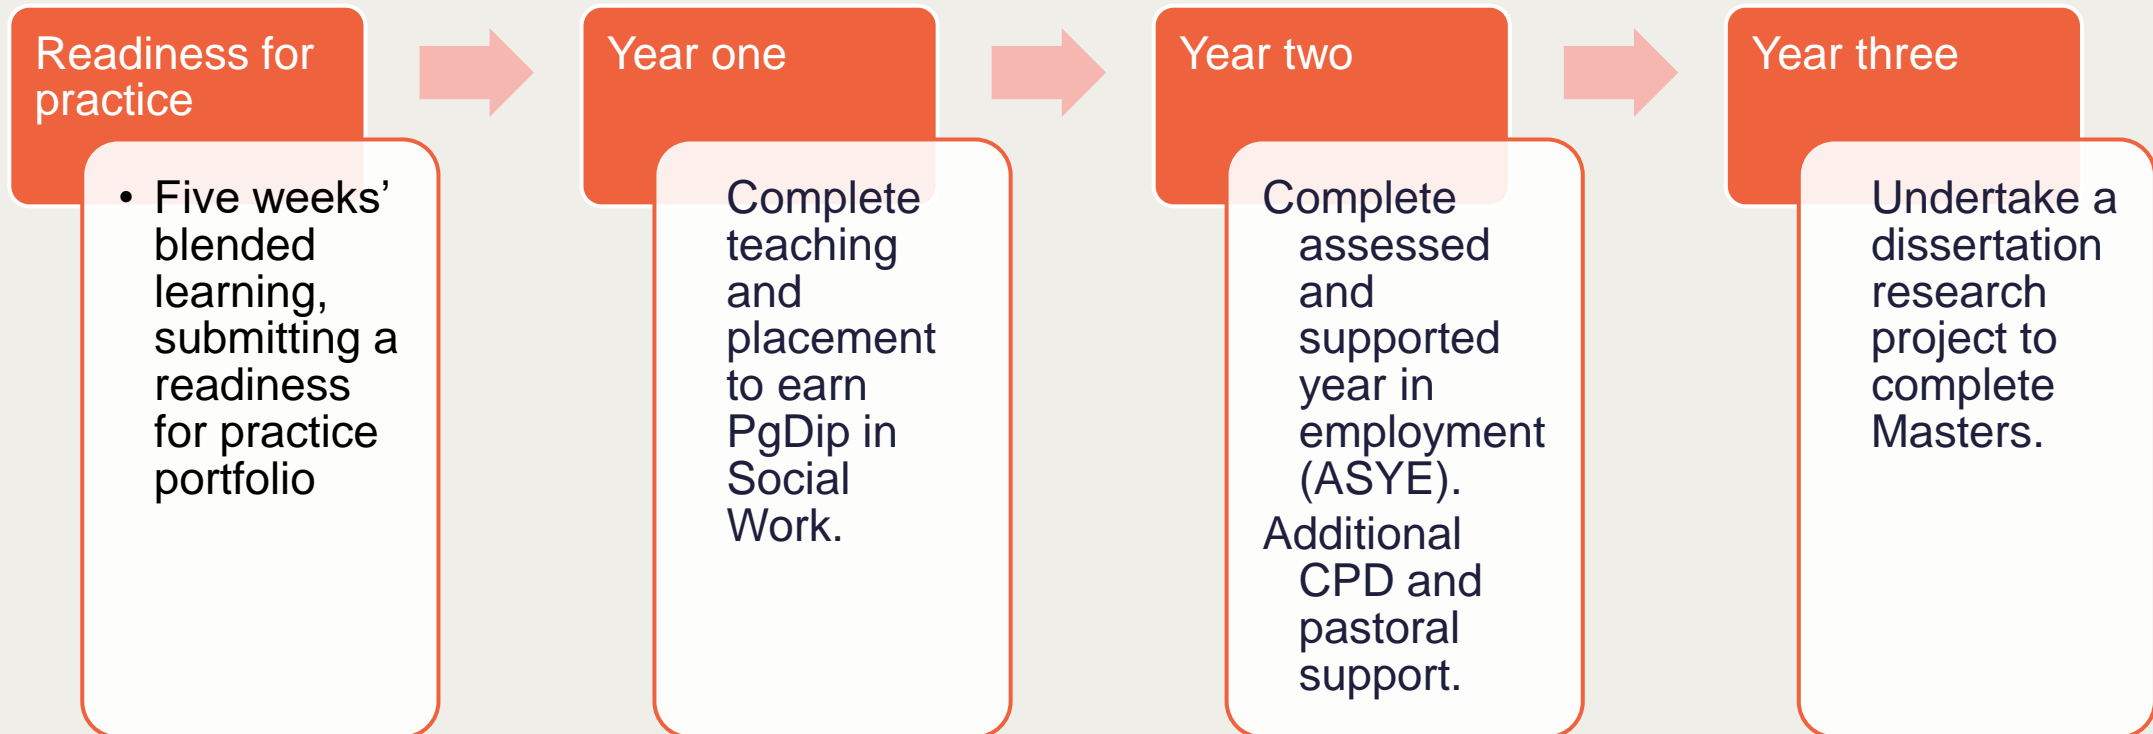 Readiness for
practice
• Five weeks’
blended
learning,
submitting a
readiness
for practice
portfolio
Year one
Complete
teaching
and
placement
to earn
PgDip in
Social
Work.
Year two
Complete
assessed
and
supported
year in
employment
(ASYE).
Additional
CPD and
pastoral
support.
Year three
Undertake a
dissertation
research
project to
complete
Masters.